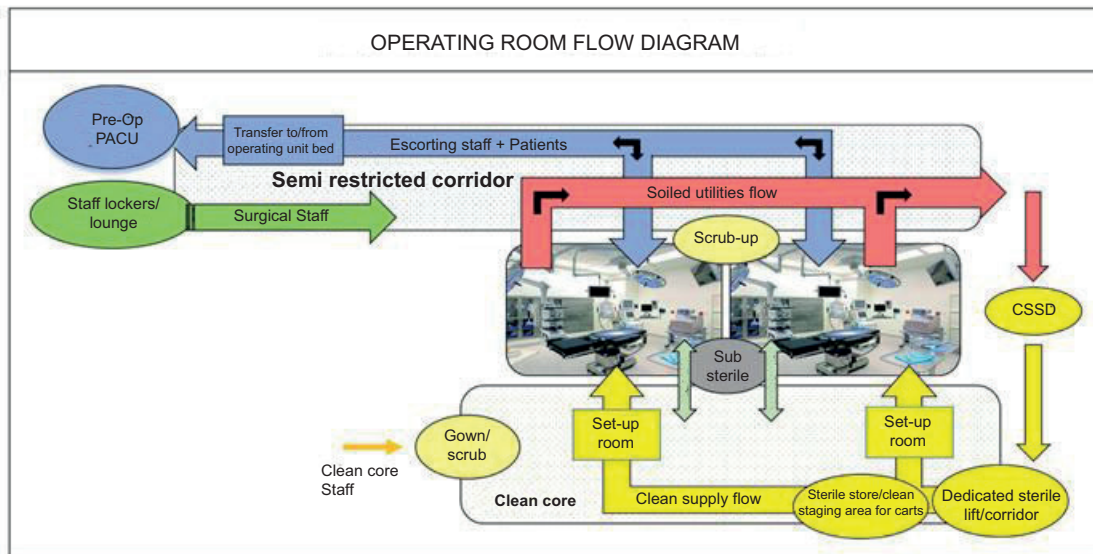 OPERATING ROOM FLOW DIAGRAM
Pre-Op
PACU
Transfer to/from
operating unit bed
Escorting staff + Patients
Semi restricted corridor
Soiled utilities flow
Staff lockers/
lounge
Surgical Staff
Scrub-up
CSSD
Sub
sterile
Set-up
room
Set-up
room
Gown/
scrub
Clean core
Staff
Clean core
Clean supply flow
Sterile store/clean
staging area for carts
Dedicated sterile
lift/corridor